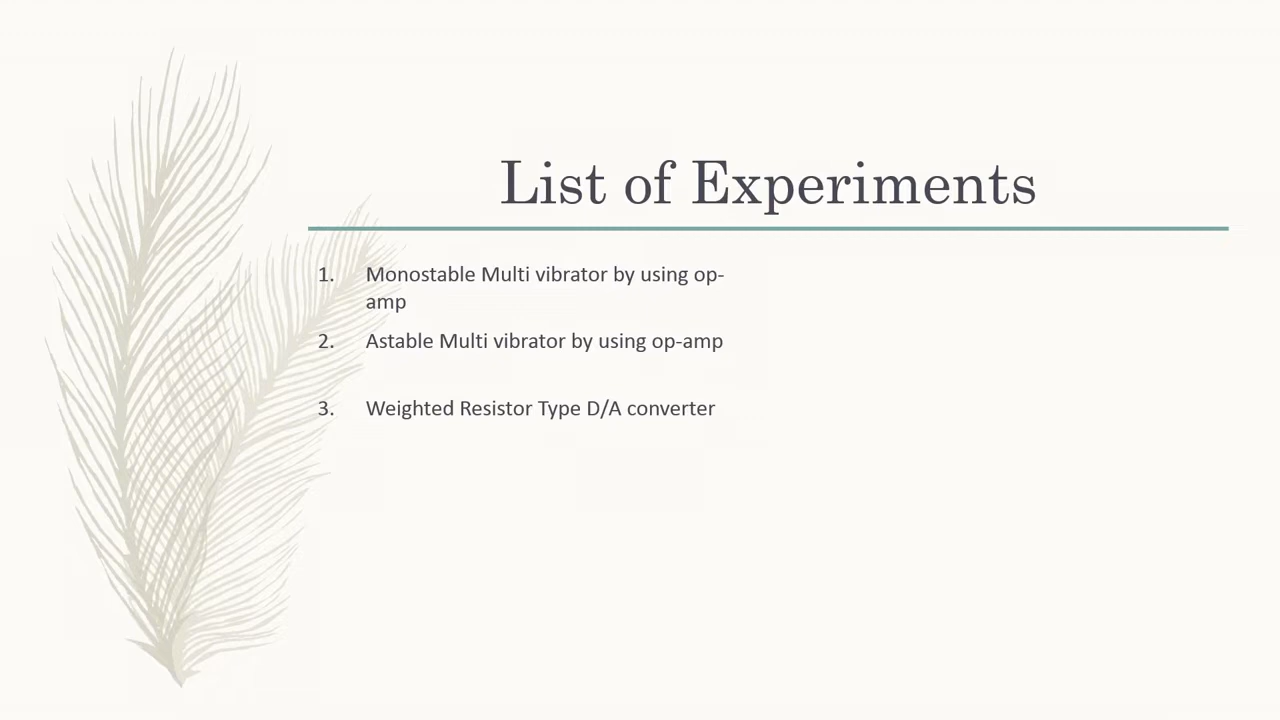 List of Experiments
1. Monostable Multi vibrator by using op-
amp
2. Astable Multi vibrator by using op-amp
3. Weighted Resistor Type D/A converter